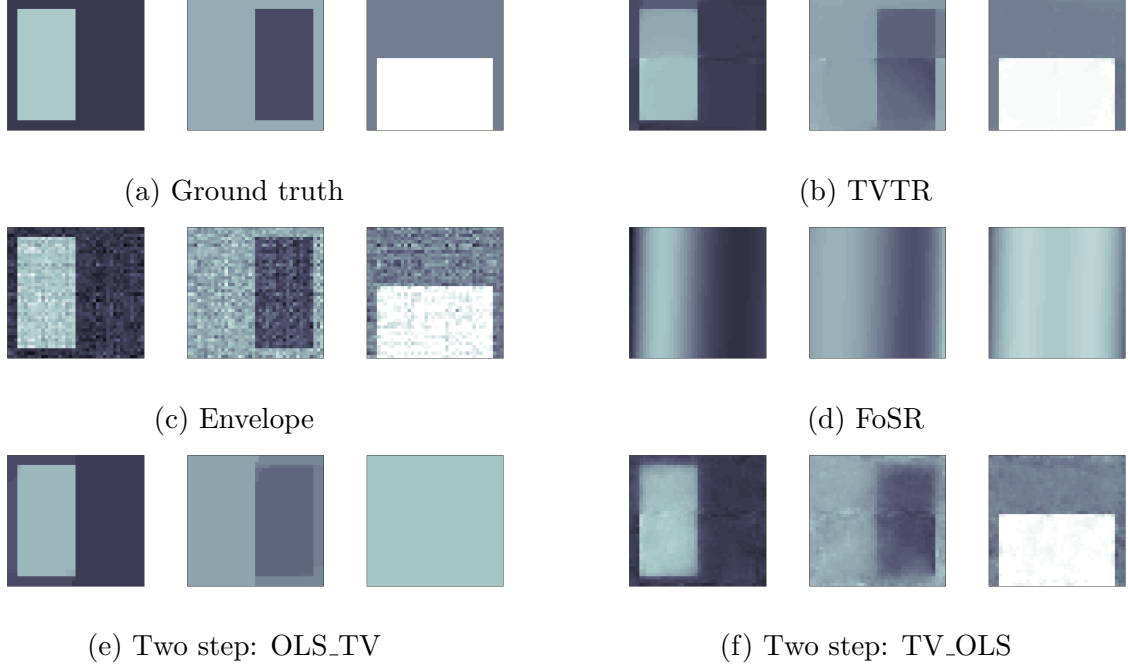 (a) Ground truth
(b) TVTR
(c) Envelope
(d) FoSR
(e) Two step: OLS_TV
(f) Two step: TV_OLS